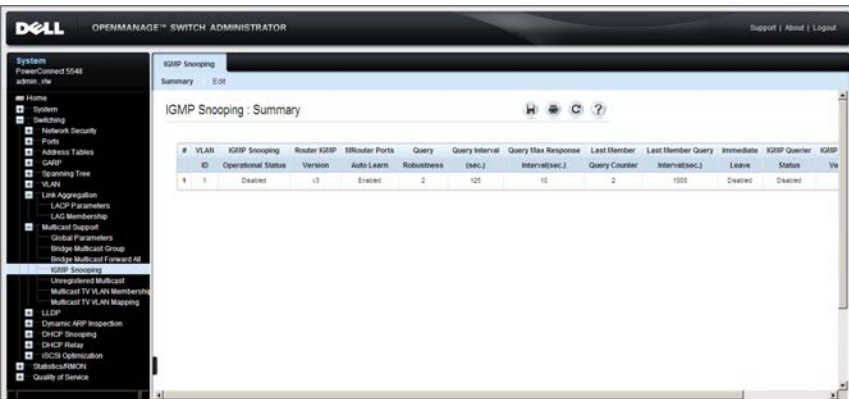 DELL OPENMANAGE™ SWITCH ADMINISTRATOR Support | About | Logout
System
PowerConnect 5548
admin , r/w
Home
System
Switching
Network Security
Ports
Address Tables
GARP
Spanning Tree
VLAN
Link Aggregation
LACP Parameters
LAG Membership
Multicast Support
Global Parameters
Bridge Multicast Group
Bridge Multicast Forward All
IGMP Snooping
Unregistered Multicast
Multicast TV VLAN Membership
Multicast TV VLAN Mapping
LLDP
Dynamic ARP Inspection
DHCP Snooping
DHCP Relay
iSCSI Optimization
Statistics/RMON
Quality of Service
IGMP Snooping
Summary Edit
IGMP Snooping : Summary
# VLAN IGMP Snooping Router IGMP MRouter Ports Query Query Interval Query Max Response Last Member Last Member Query Immediate IGMP Querier IGMP
ID Operational Status Version Auto Learn Robustness (sec.) Interval(sec.) Query Counter Interval(sec.) Leave Status Ve
1 1 Disabled v3 Enabled 2 125 10 2 1000 Disabled Disabled